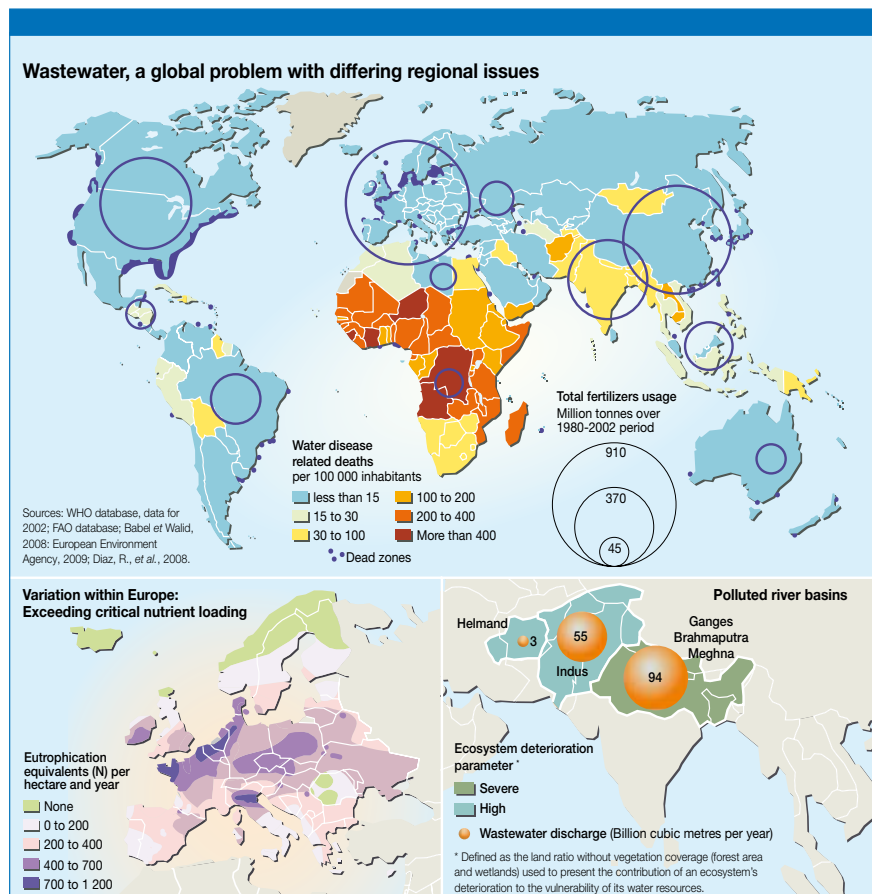 Wastewater, a global problem with differing regional issues
Total fertilizers usage
Million tonnes over
1980-2002 period
910
370
45
Water disease
related deaths
per 100 000 inhabitants
less than 15
15 to 30
30 to 100
100 to 200
200 to 400
More than 400
Dead zones
Sources: WHO database, data for
2002; FAO database; Babel et Walid,
2008: European Environment
Agency, 2009; Diaz, R., et al., 2008.
Variation within Europe:
Exceeding critical nutrient loading
Eutrophication
equivalents (N) per
hectare and year
None
0 to 200
200 to 400
400 to 700
700 to 1 200
Polluted river basins
Helmand
3
55
Indus
Ganges
Brahmaputra
Meghna
94
Ecosystem deterioration
parameter *
Severe
High
Wastewater discharge (Billion cubic metres per year)
* Defined as the land ratio without vegetation coverage (forest area
and wetlands) used to present the contribution of an ecosystem's
deterioration to the vulnerability of its water resources.